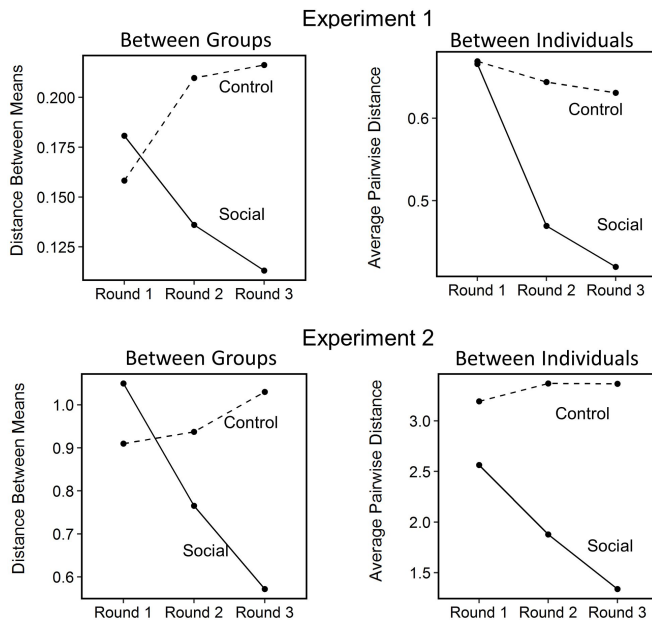 Experiment 1
Between Groups
Distance Between Means
0.200
0.175
0.150
0.125
Control
Social
Round 1 Round 2 Round 3
Between Individuals
Average Pairwise Distance
0.6
0.5
Control
Social
Round 1 Round 2 Round 3
Experiment 2
Between Groups
Distance Between Means
1.0
0.9
0.8
0.7
0.6
Control
Social
Round 1 Round 2 Round 3
Between Individuals
Average Pairwise Distance
3.0
2.5
2.0
1.5
Control
Social
Round 1 Round 2 Round 3